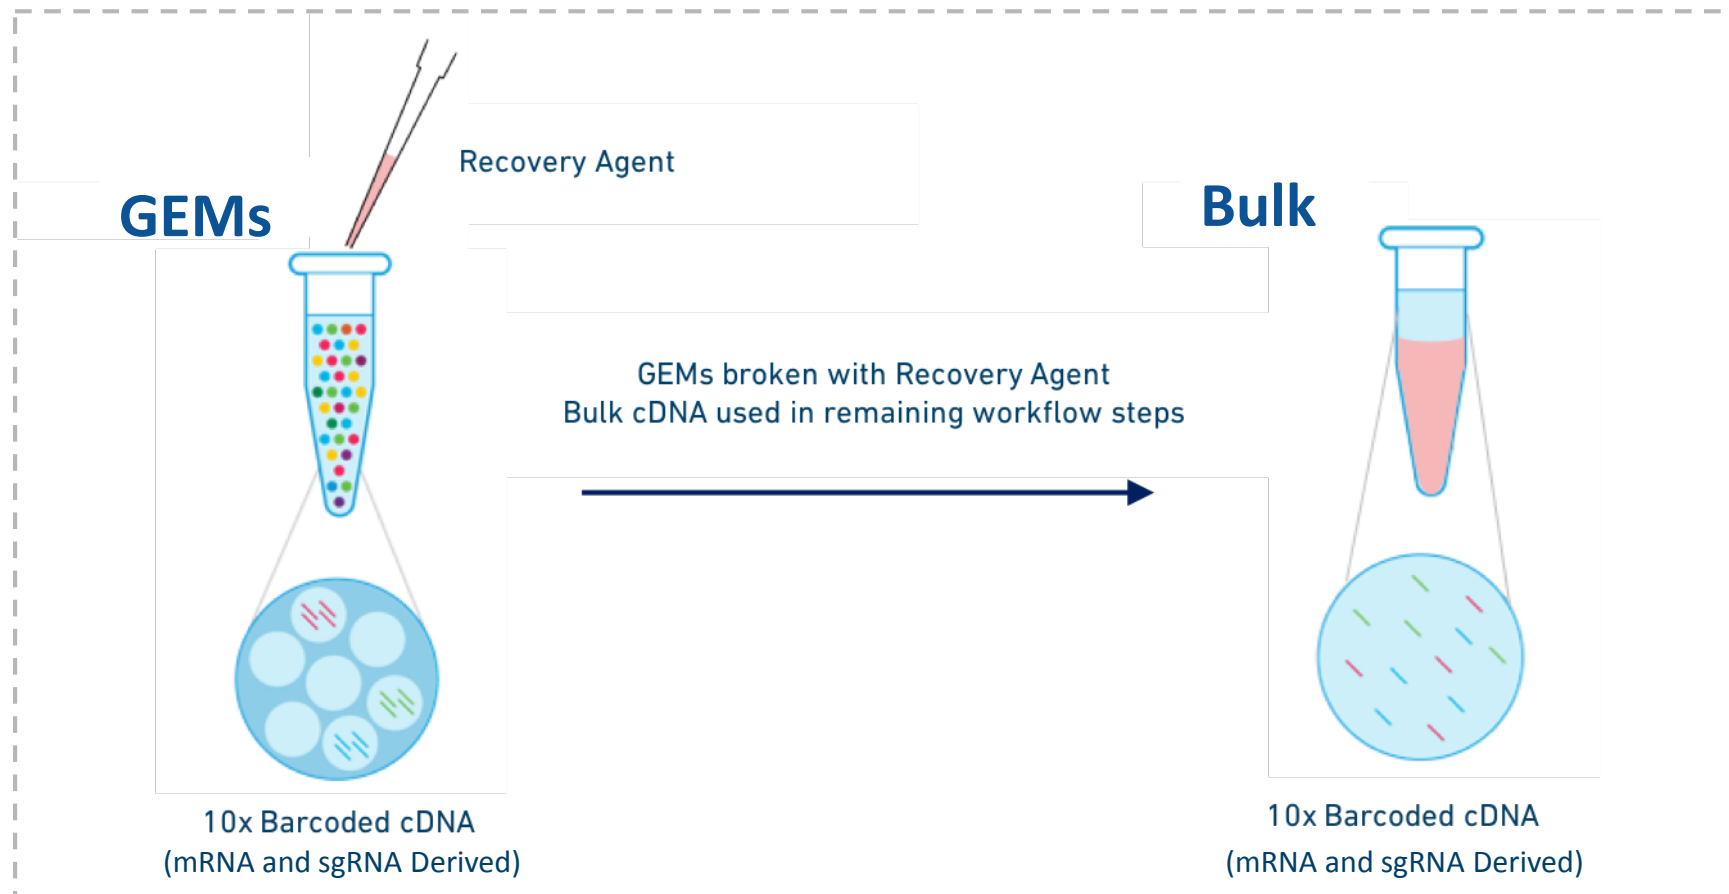 Recovery Agent
GEMs
Bulk
GEMs broken with Recovery Agent
Bulk cDNA used in remaining workflow steps
10x Barcoded cDNA
(mRNA and sgRNA Derived)
10x Barcoded cDNA
(mRNA and sgRNA Derived)